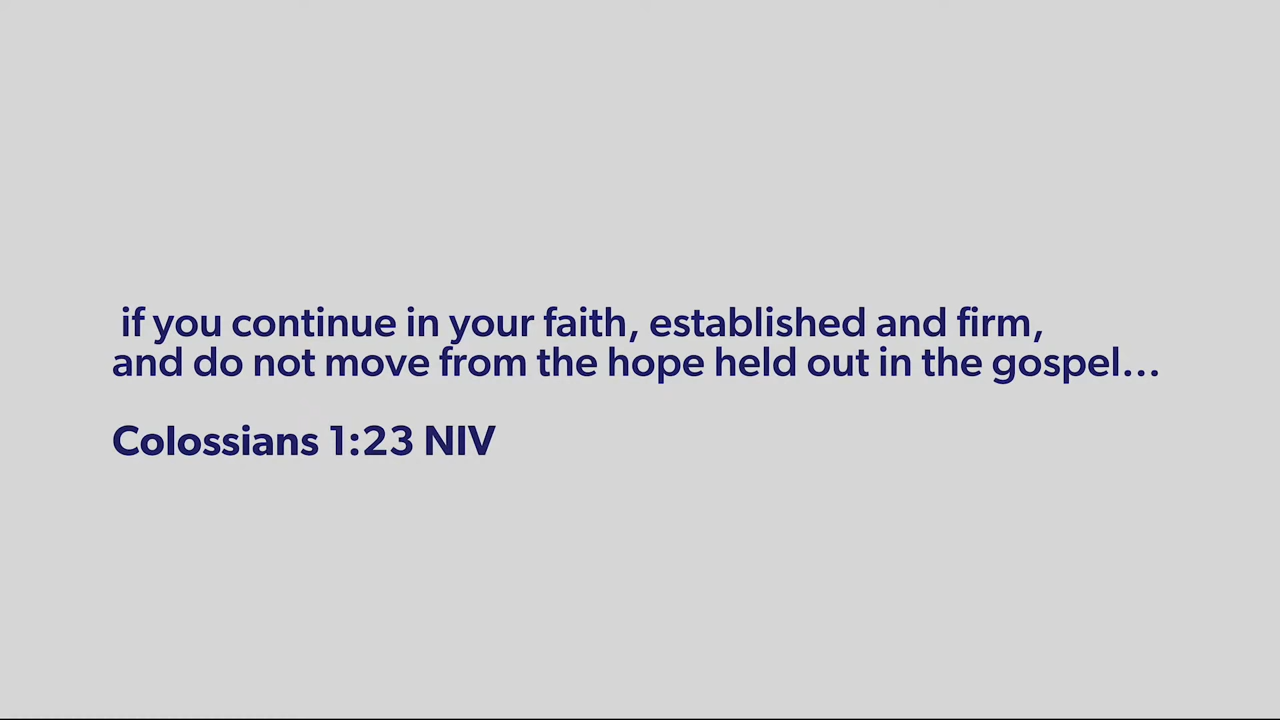 if you continue in your faith, established and firm,
and do not move from the hope held out in the gospel...
Colossians 1:23 NIV